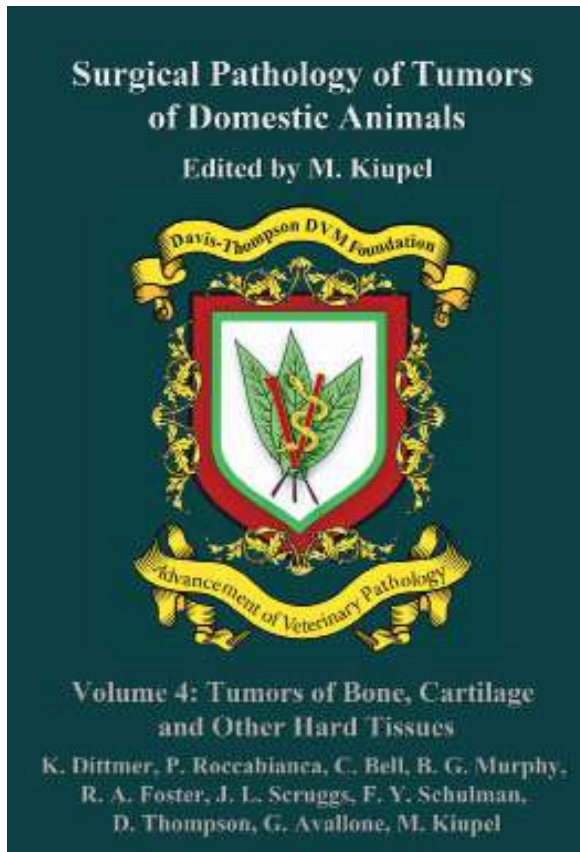 Surgical Pathology of Tumors
of Domestic Animals
Edited by M. Kiupel
Davis-Thompson DVM Foundation
Advancement of Veterinary Pathology
Volume 4: Tumors of Bone, Cartilage
and Other Hard Tissues
K. Dittmer, P. Roccabianca, C. Bell, B. G. Murphy,
R. A. Foster, J. L. Scruggs, F. Y. Schulman,
D. Thompson, G. Avallone, M. Kiupel